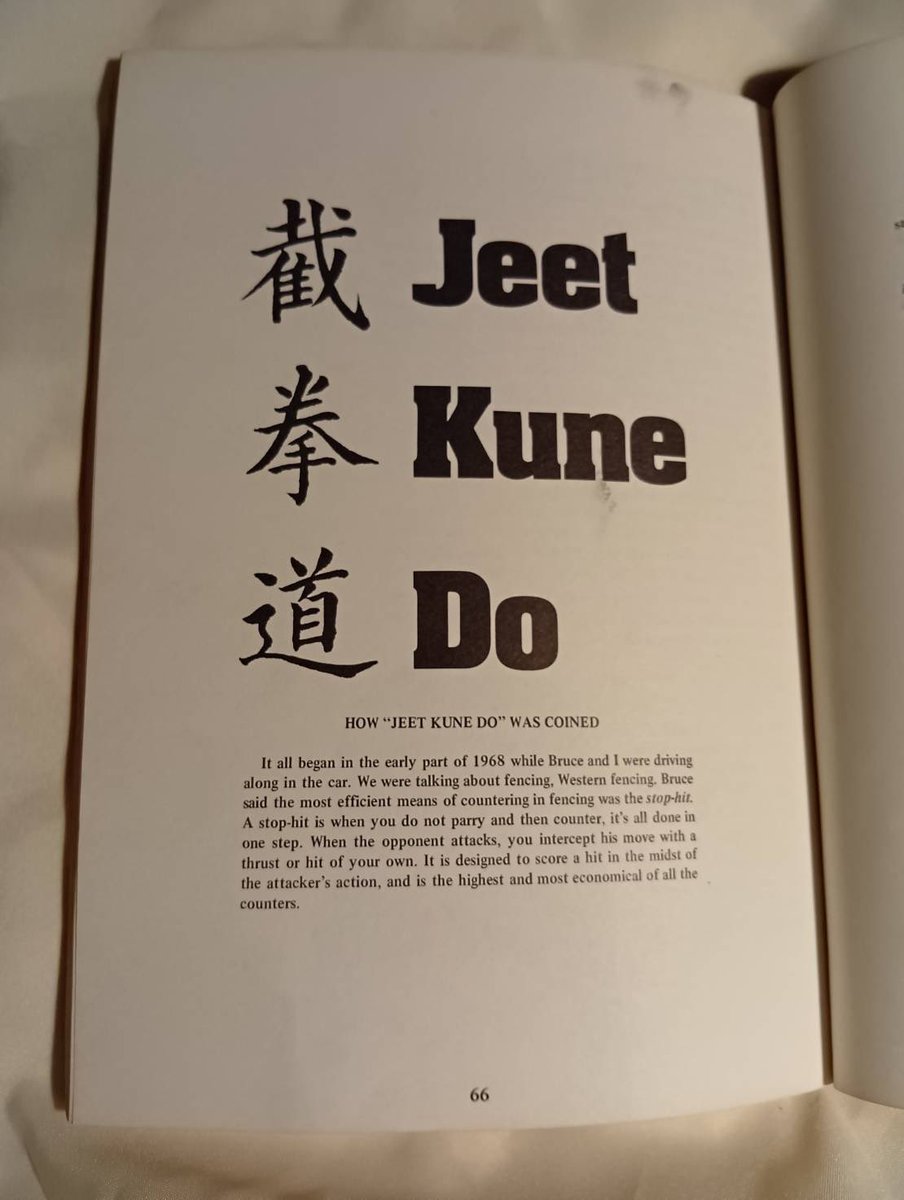 截 Jeet
拳 Kune
道 Do
HOW “JEET KUNE DO” WAS COINED
It all began in the early part of 1968 while Bruce and I were driving
along in the car. We were talking about fencing, Western fencing. Bruce
said the most efficient means of countering in fencing was the stop-hit.
A stop-hit is when you do not parry and then counter, it’s all done in
one step. When the opponent attacks, you intercept his move with a
thrust or hit of your own. It is designed to score a hit in the midst of
the attacker’s action, and is the highest and most economical of all the
counters.
66